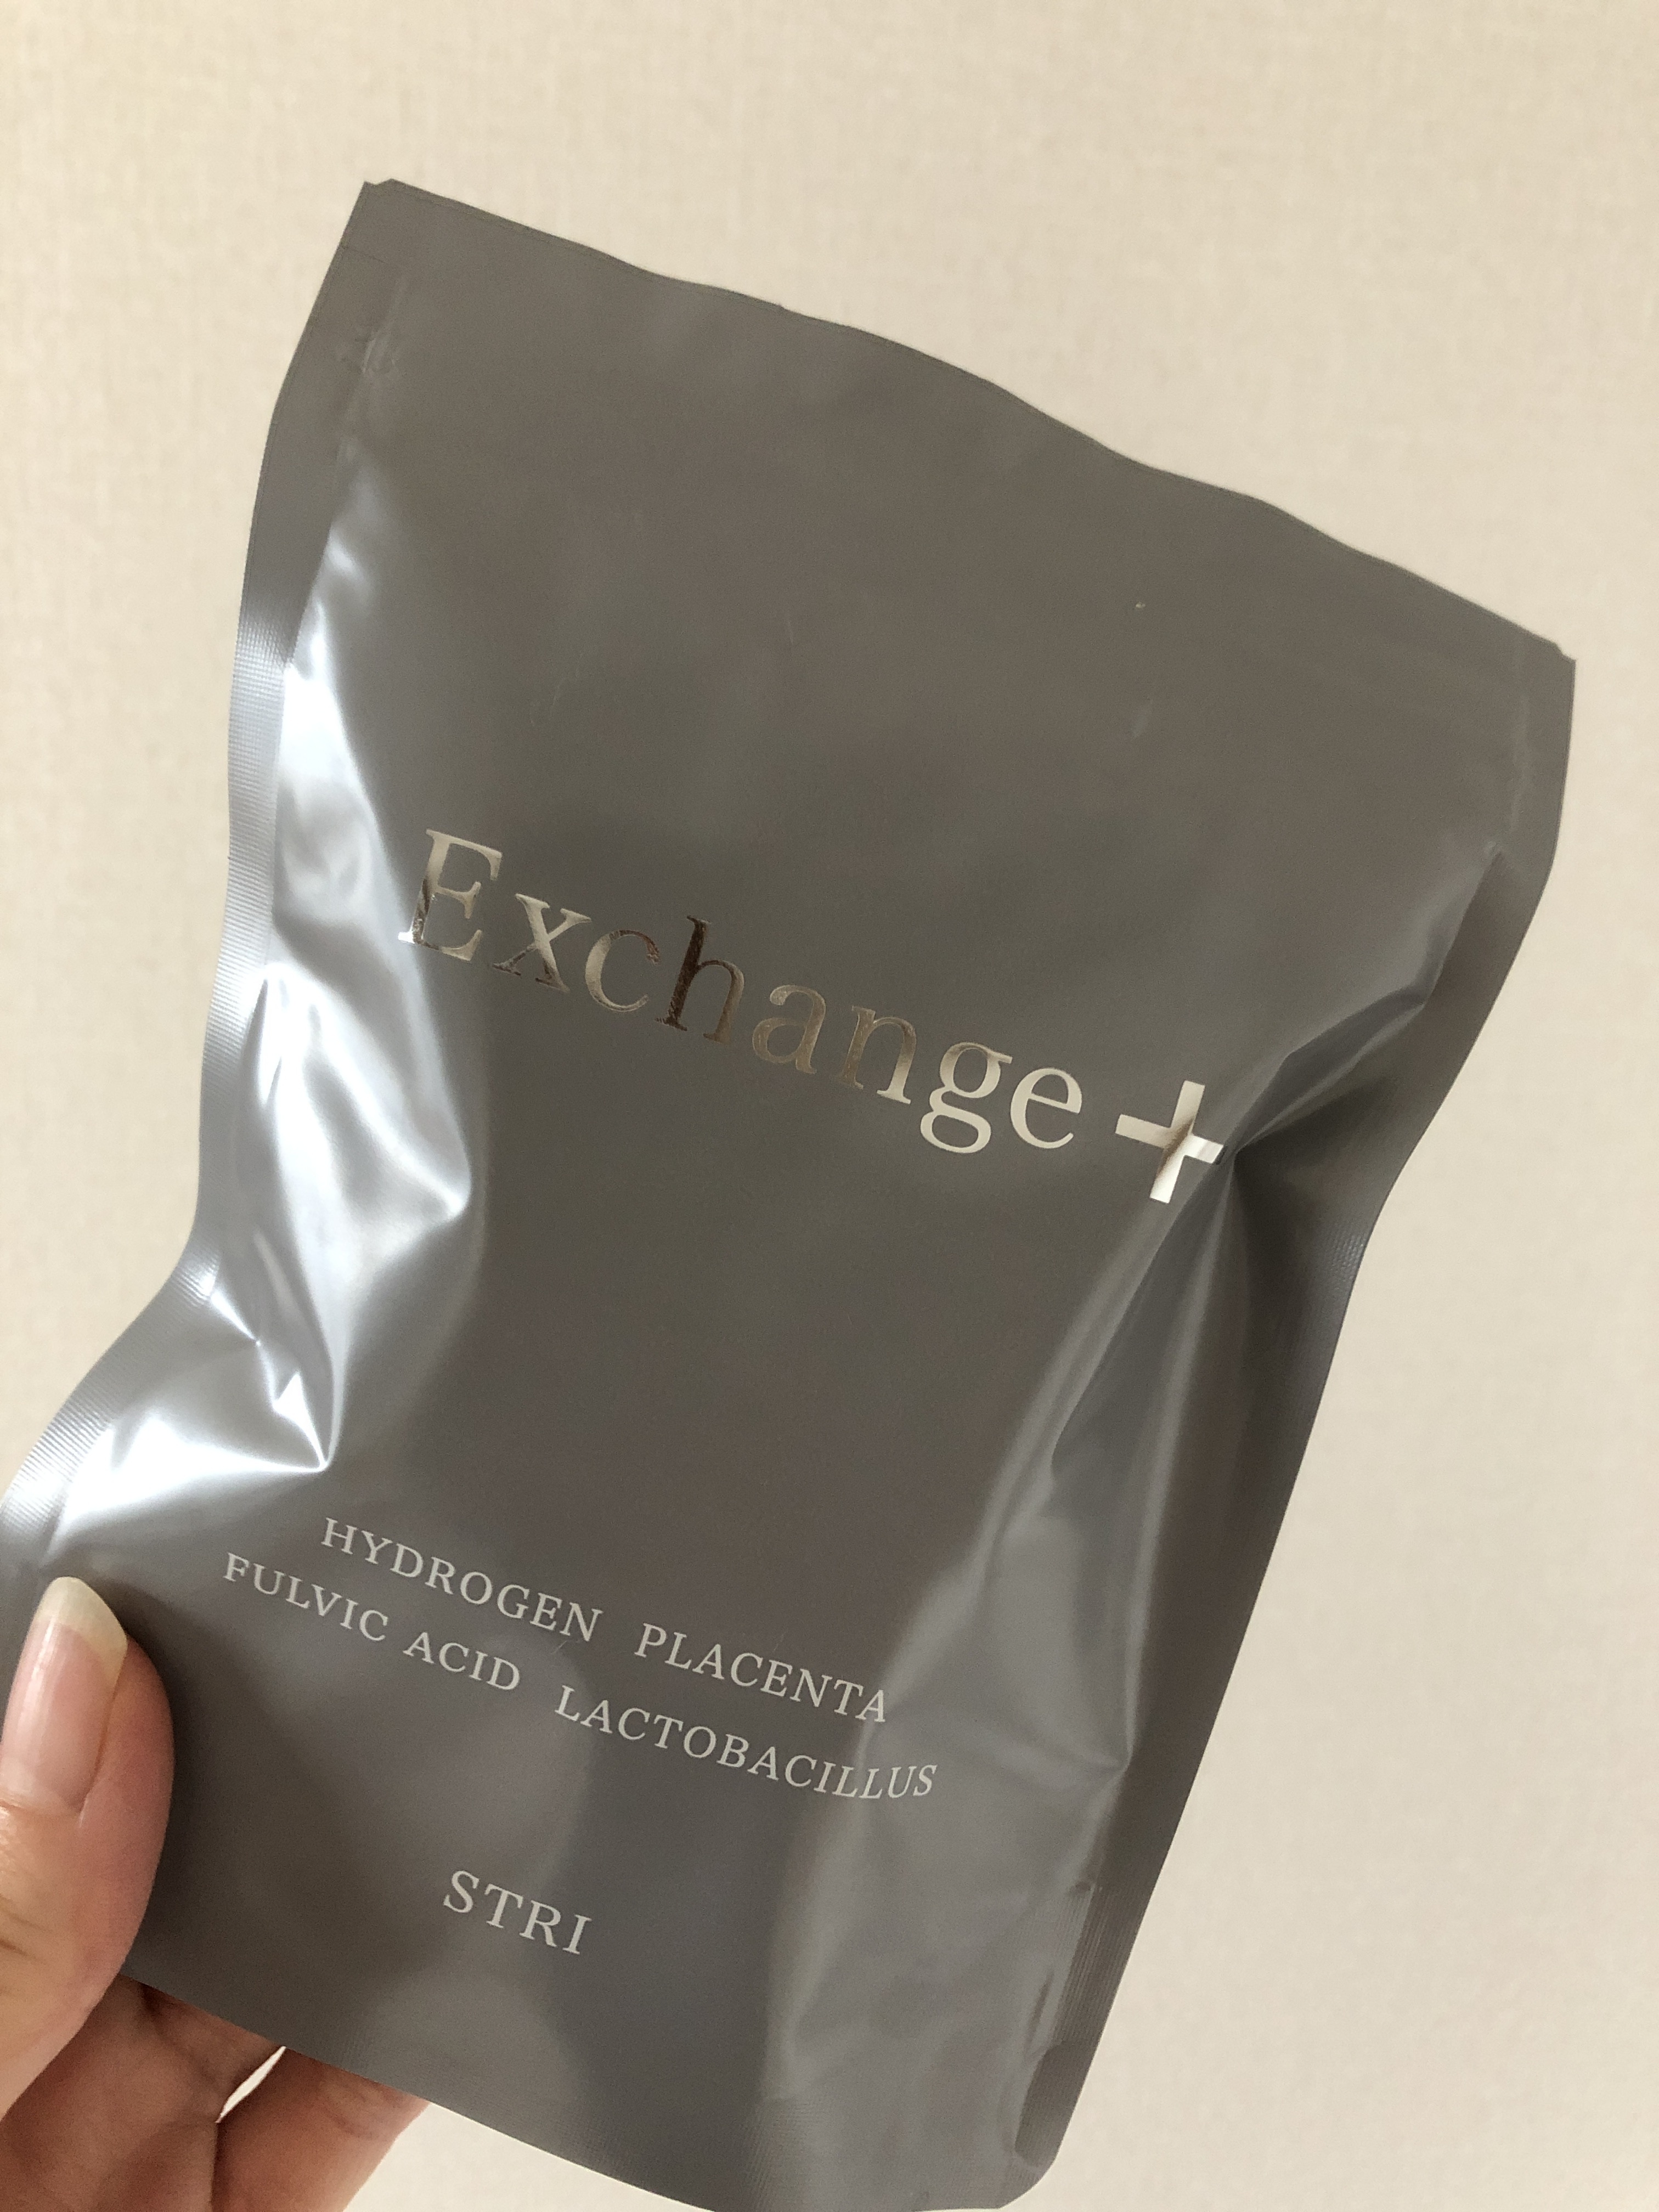 Exchange+
HYDROGEN PLACENTA
FULVIC ACID LACTOBACILLUS
STRI